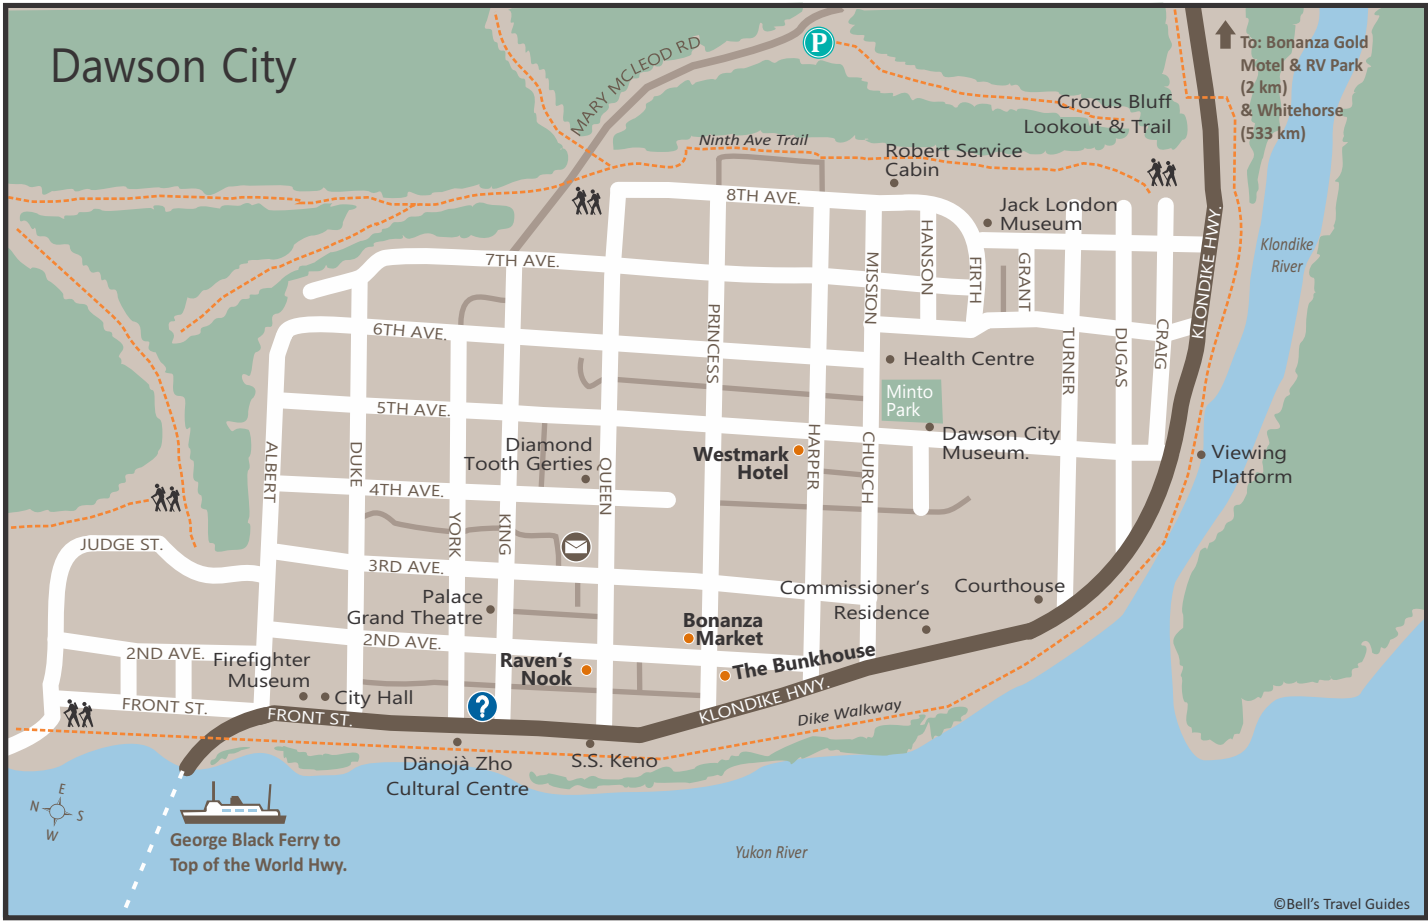 Dawson City
MARY MCLEOD RD
P
To: Bonanza Gold
Motel & RV Park
(2 km)
& Whitehorse
(533 km)
Crocus Bluff
Lookout & Trail
Ninth Ave Trail
Robert Service
Cabin
8TH AVE.
Jack London
Museum
KLONDIKE HWY.
Klondike
River
7TH AVE.
MISSION
HANSON
FIRTH
GRANT
6TH AVE.
PRINCESS
TURNER
DUGAS
CRAIG
Health Centre
Minto
Park
5TH AVE.
Dawson City
Museum.
Diamond
Tooth Gerties
Westmark
Hotel
HARPER
CHURCH
Viewing
Platform
ALBERT
DUKE
QUEEN
4TH AVE.
YORK
KING
JUDGE ST.
3RD AVE.
Palace
Grand Theatre
Commissioner's
Residence
Courthouse
Bonanza
Market
2ND AVE.
2ND AVE.
Firefighter
Museum
Raven's
Nook
The Bunkhouse
City Hall
FRONT ST.
FRONT ST.
?
KLONDIKE HWY.
Dike Walkway
Dänojà Zho
Cultural Centre
S.S. Keno
E
N
S
W
George Black Ferry to
Top of the World Hwy.
Yukon River
©Bell's Travel Guides